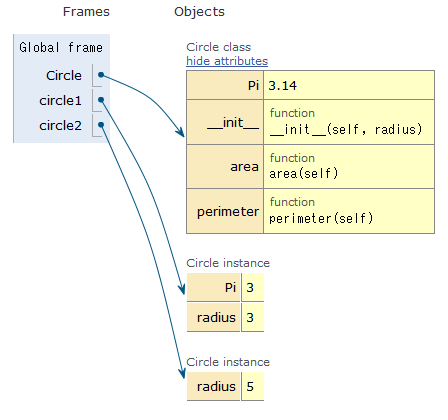 Frames Objects
Global frame
Circle
circle1
circle2
Circle class
hide attributes
Pi 3.14
__init__ function
__init__(self, radius)
area function
area(self)
perimeter function
perimeter(self)
Circle instance
Pi 3
radius 3
Circle instance
radius 5